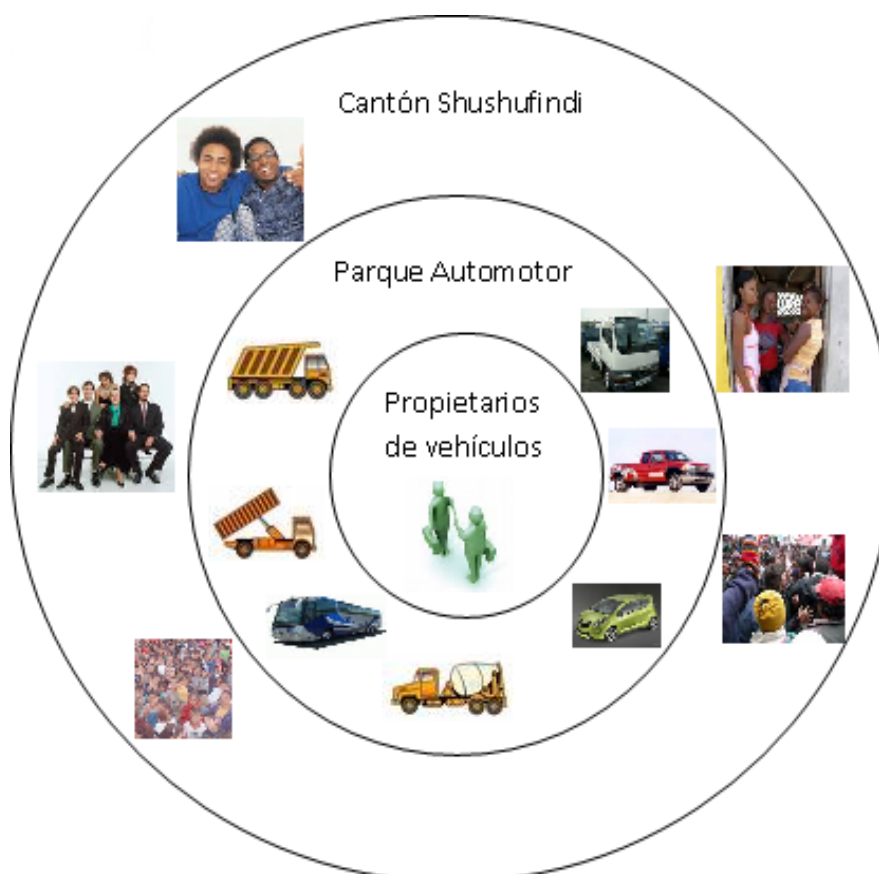 Cantón Shushufindi
Parque Automotor
Propietarios
de vehículos